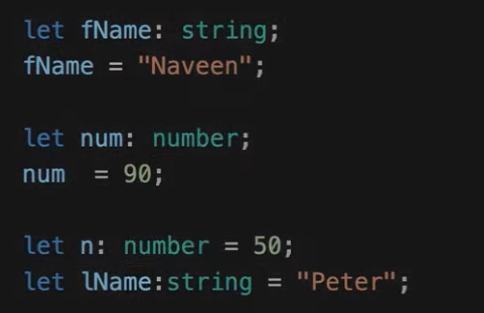 let fName: string;
fName = "Naveen";
let num: number;
num  = 90;
let n: number = 50;
let lName:string = "Peter";